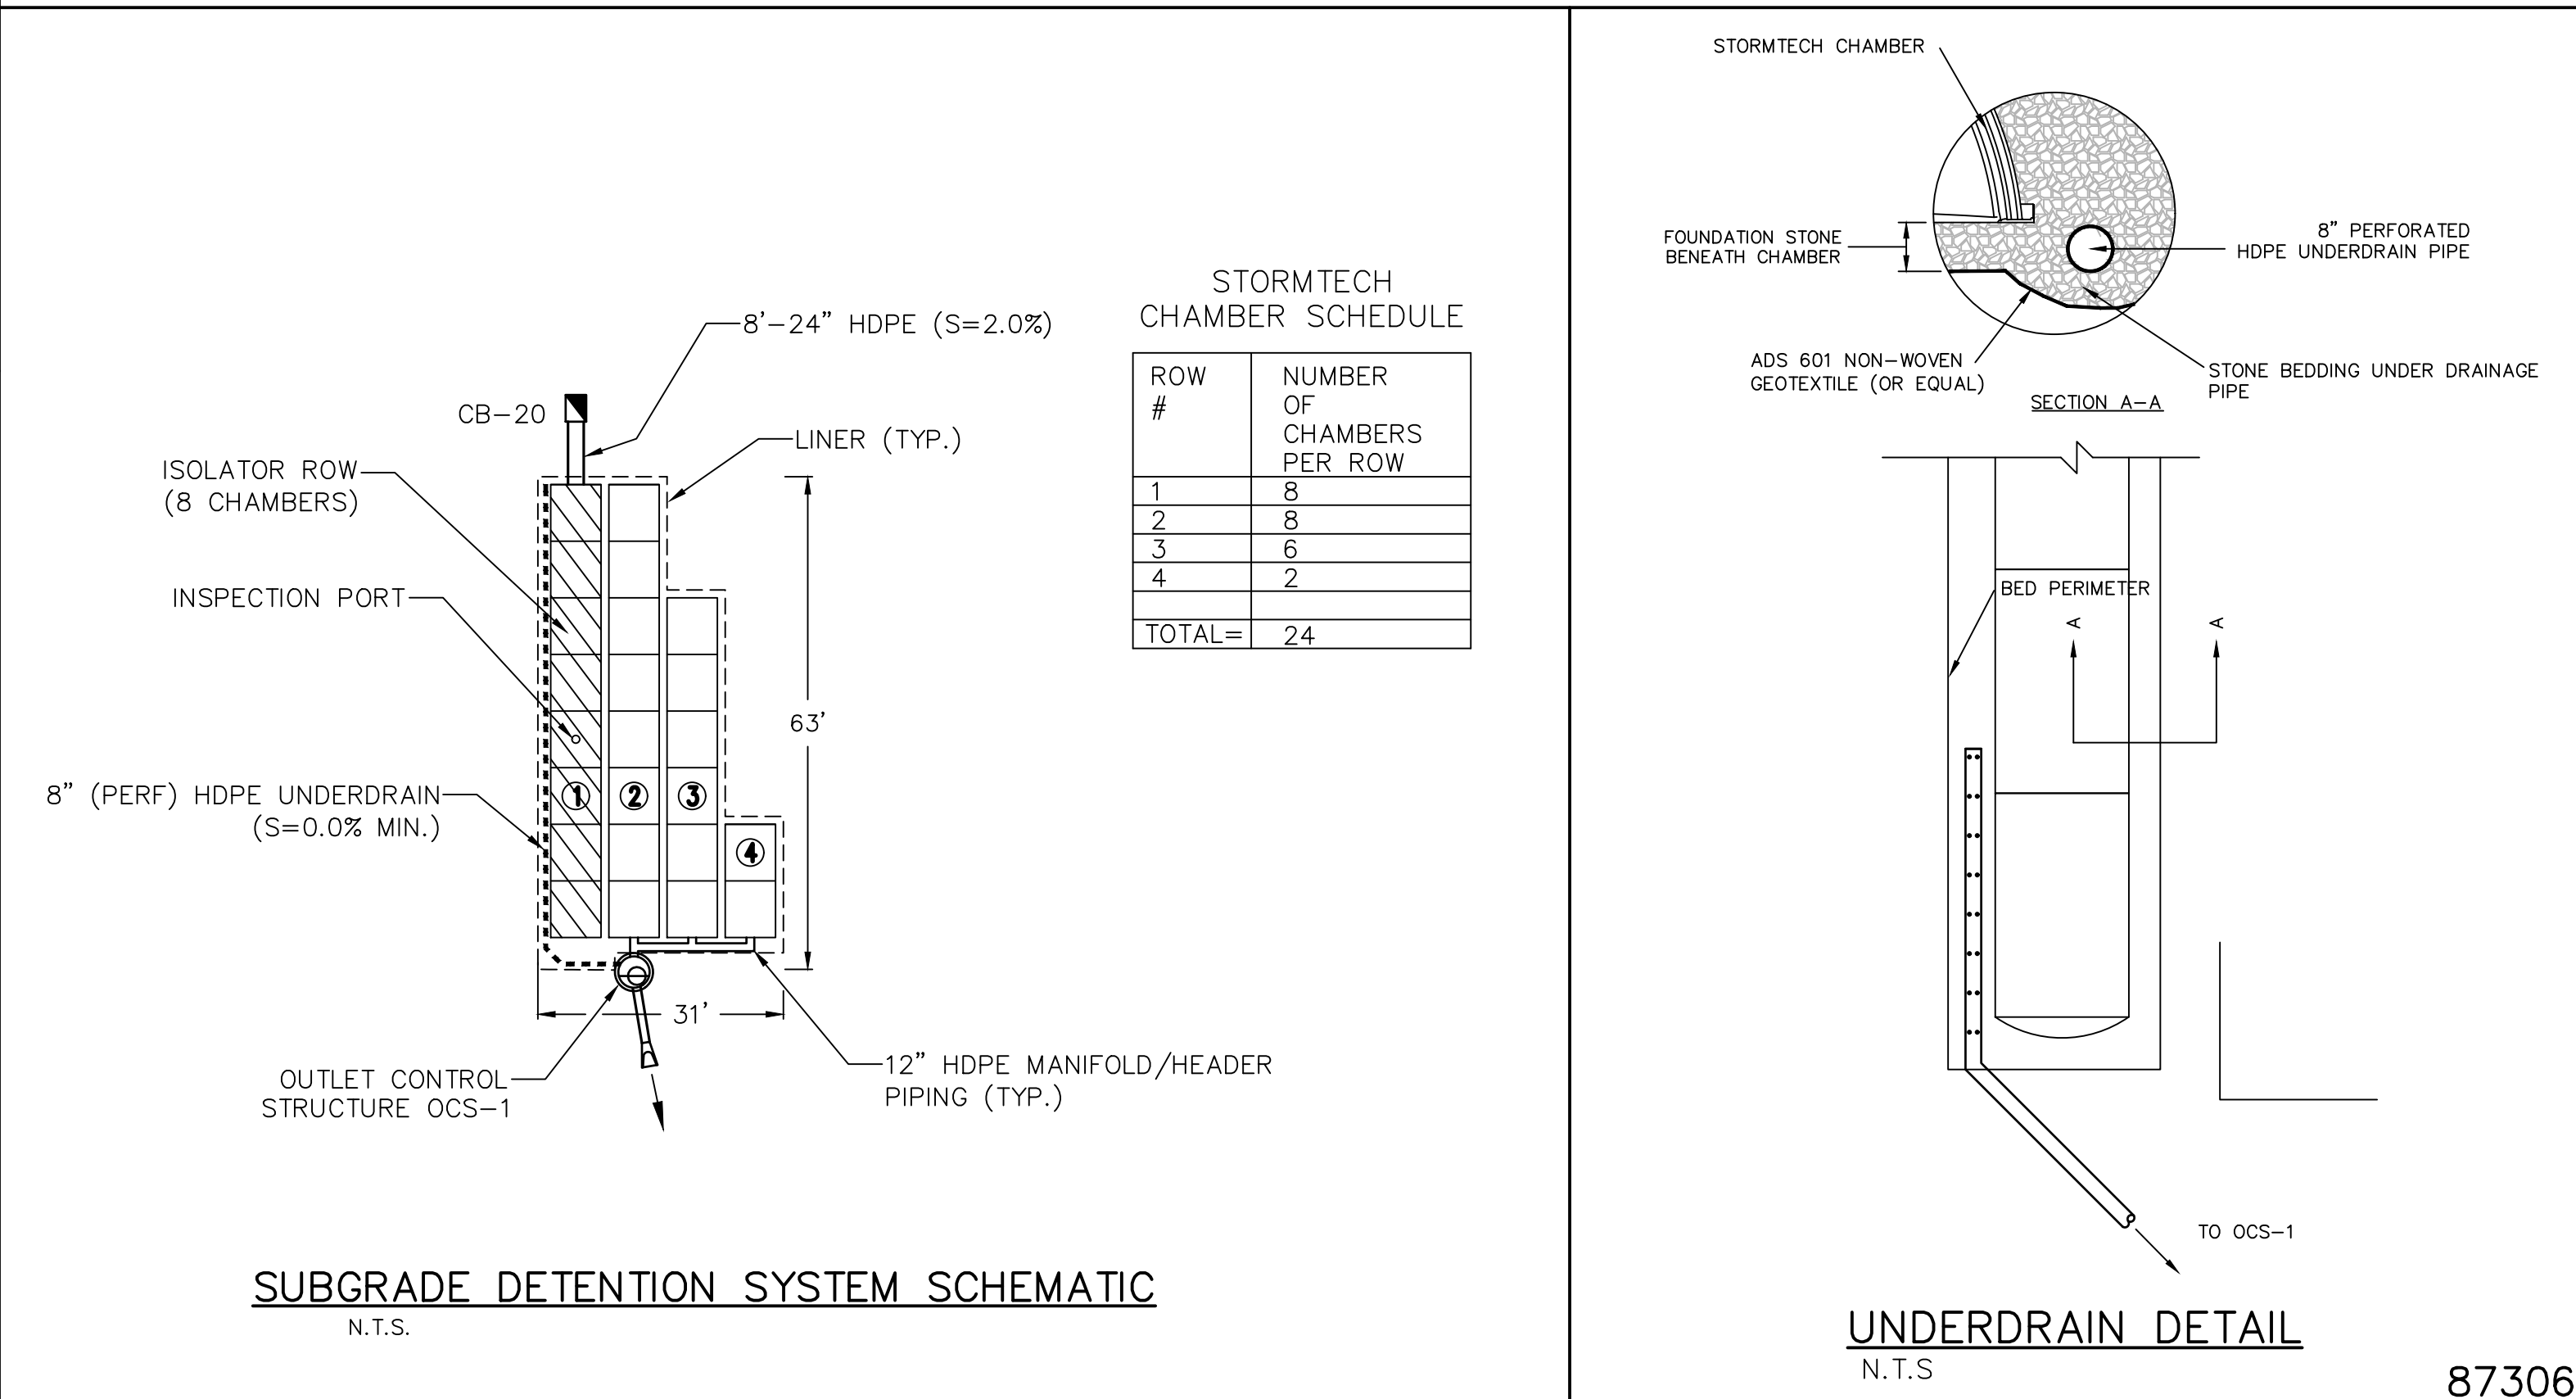 8'-24" HDPE (S=2.0%)
CB-20
LINER (TYP.)
ISOLATOR ROW
(8 CHAMBERS)
INSPECTION PORT
63'
8" (PERF) HDPE UNDERDRAIN
(S=0.0% MIN.)
1
2
3
4
31'
OUTLET CONTROL
STRUCTURE OCS-1
12" HDPE MANIFOLD/HEADER
PIPING (TYP.)
STORMTECH
CHAMBER SCHEDULE
ROW
#
NUMBER
OF
CHAMBERS
PER ROW
1 8
2 8
3 6
4 2
TOTAL= 24
SUBGRADE DETENTION SYSTEM SCHEMATIC
N.T.S.
STORMTECH CHAMBER
FOUNDATION STONE
BENEATH CHAMBER
8" PERFORATED
HDPE UNDERDRAIN PIPE
ADS 601 NON-WOVEN
GEOTEXTILE (OR EQUAL)
STONE BEDDING UNDER DRAINAGE
PIPE
SECTION A-A
BED PERIMETER
A
A
TO OCS-1
UNDERDRAIN DETAIL
N.T.S
87306